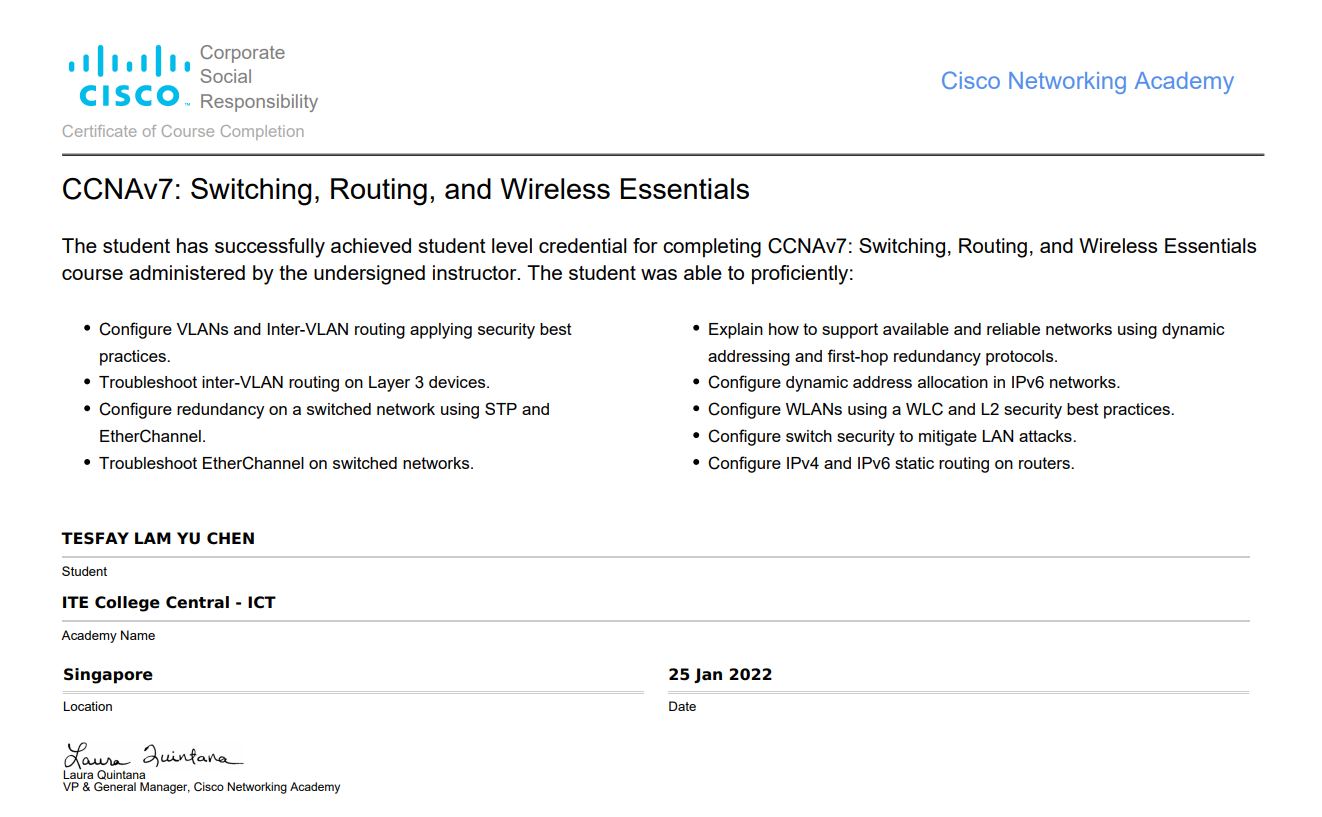 CISCO™
Corporate
Social
Responsibility
Cisco Networking Academy
Certificate of Course Completion
CCNAv7: Switching, Routing, and Wireless Essentials
The student has successfully achieved student level credential for completing CCNAv7: Switching, Routing, and Wireless Essentials
course administered by the undersigned instructor. The student was able to proficiently:
• Configure VLANs and Inter-VLAN routing applying security best
practices.
• Troubleshoot inter-VLAN routing on Layer 3 devices.
• Configure redundancy on a switched network using STP and
EtherChannel.
• Troubleshoot EtherChannel on switched networks.
• Explain how to support available and reliable networks using dynamic
addressing and first-hop redundancy protocols.
• Configure dynamic address allocation in IPv6 networks.
• Configure WLANs using a WLC and L2 security best practices.
• Configure switch security to mitigate LAN attacks.
• Configure IPv4 and IPv6 static routing on routers.
TESFAY LAM YU CHEN
Student
ITE College Central - ICT
Academy Name
Singapore
Location
25 Jan 2022
Date
Laura Quintana
Laura Quintana
VP & General Manager, Cisco Networking Academy